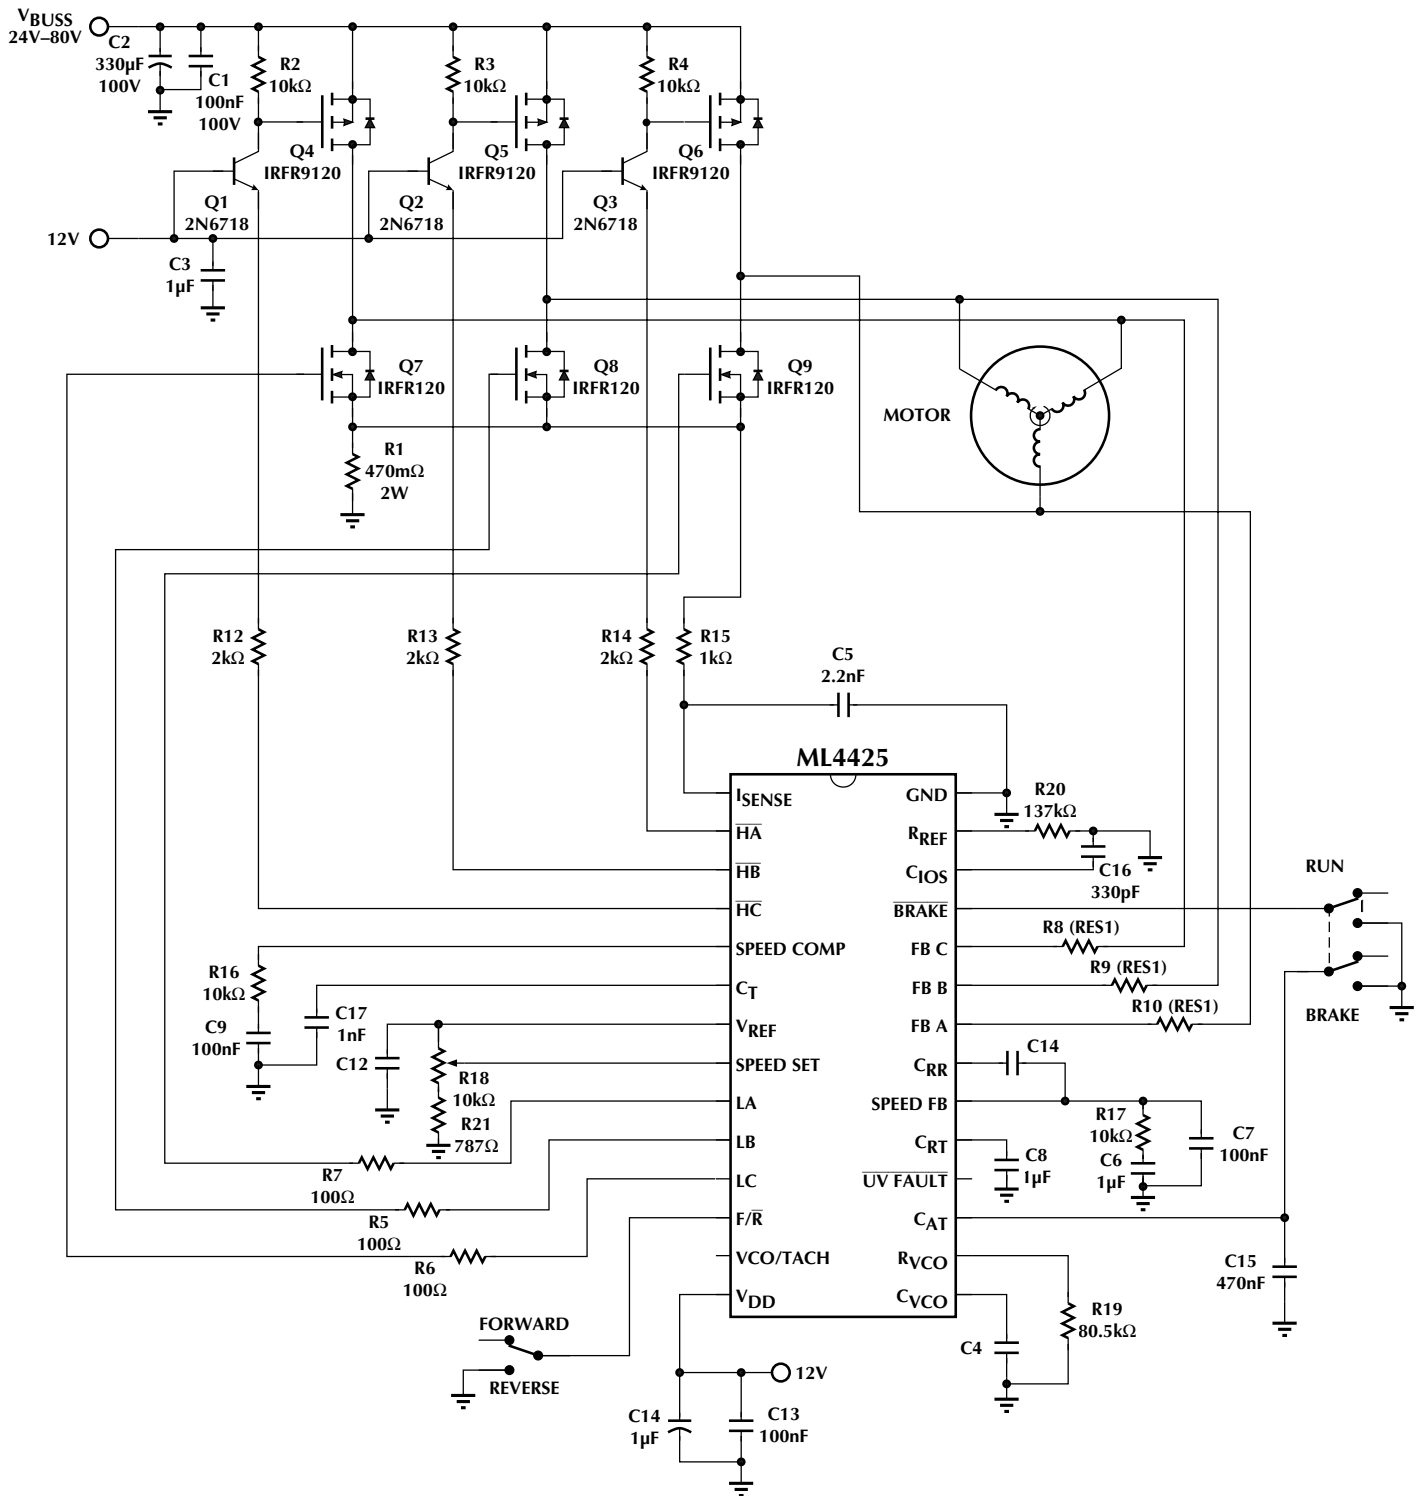 VBUSS
24V–80V
C2
330µF
100V
C1
100nF
100V
R2
10kΩ
R3
10kΩ
R4
10kΩ
Q4
IRFR9120
Q5
IRFR9120
Q6
IRFR9120
Q1
2N6718
Q2
2N6718
Q3
2N6718
12V
C3
1µF
Q7
IRFR120
Q8
IRFR120
Q9
IRFR120
MOTOR
R1
470mΩ
2W
R12
2kΩ
R13
2kΩ
R14
2kΩ
R15
1kΩ
C5
2.2nF
ML4425
ISENSE
HA
HB
HC
SPEED COMP
CT
VREF
SPEED SET
LA
LB
LC
F/R
VCO/TACH
VDD
GND
RREF
CIOS
BRAKE
FB C
FB B
FB A
CRR
SPEED FB
CRT
UV FAULT
CAT
RVCO
CVCO
R20
137kΩ
C16
330pF
RUN
BRAKE
R8 (RES1)
R9 (RES1)
R10 (RES1)
R16
10kΩ
C9
100nF
C17
1nF
C12
R18
10kΩ
R21
787Ω
C14
R17
10kΩ
C6
1µF
C7
100nF
C8
1µF
R7
100Ω
R5
100Ω
R6
100Ω
C15
470nF
R19
80.5kΩ
C4
FORWARD
REVERSE
12V
C14
1µF
C13
100nF